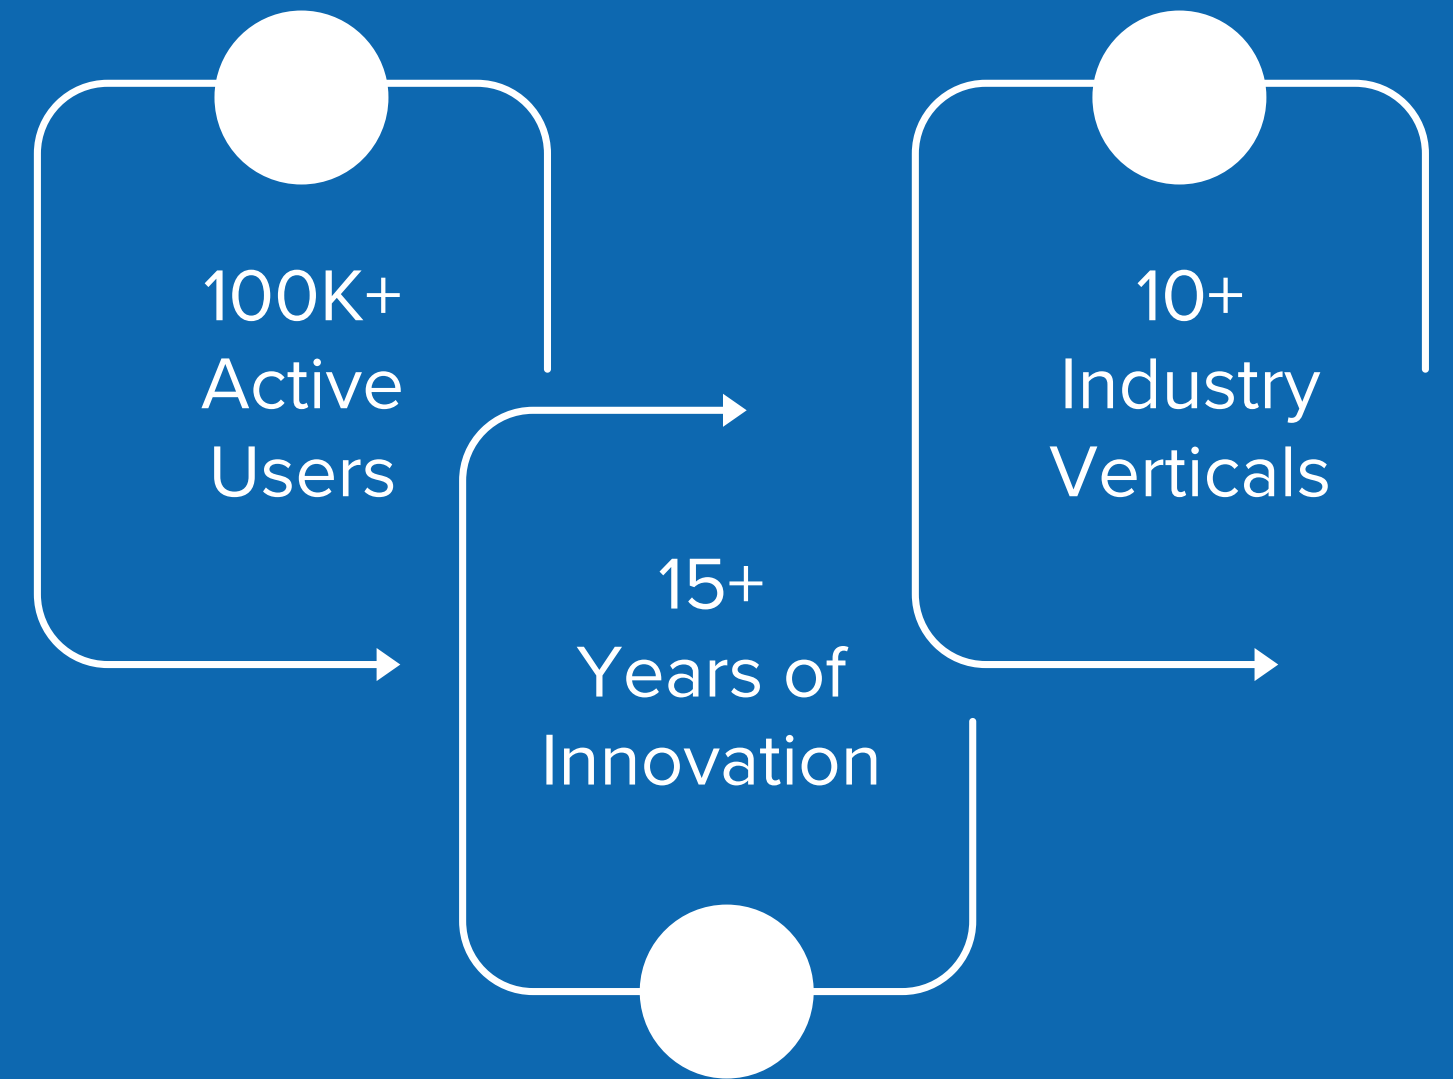 100K+
Active
Users
15+
Years of
Innovation
10+
Industry
Verticals